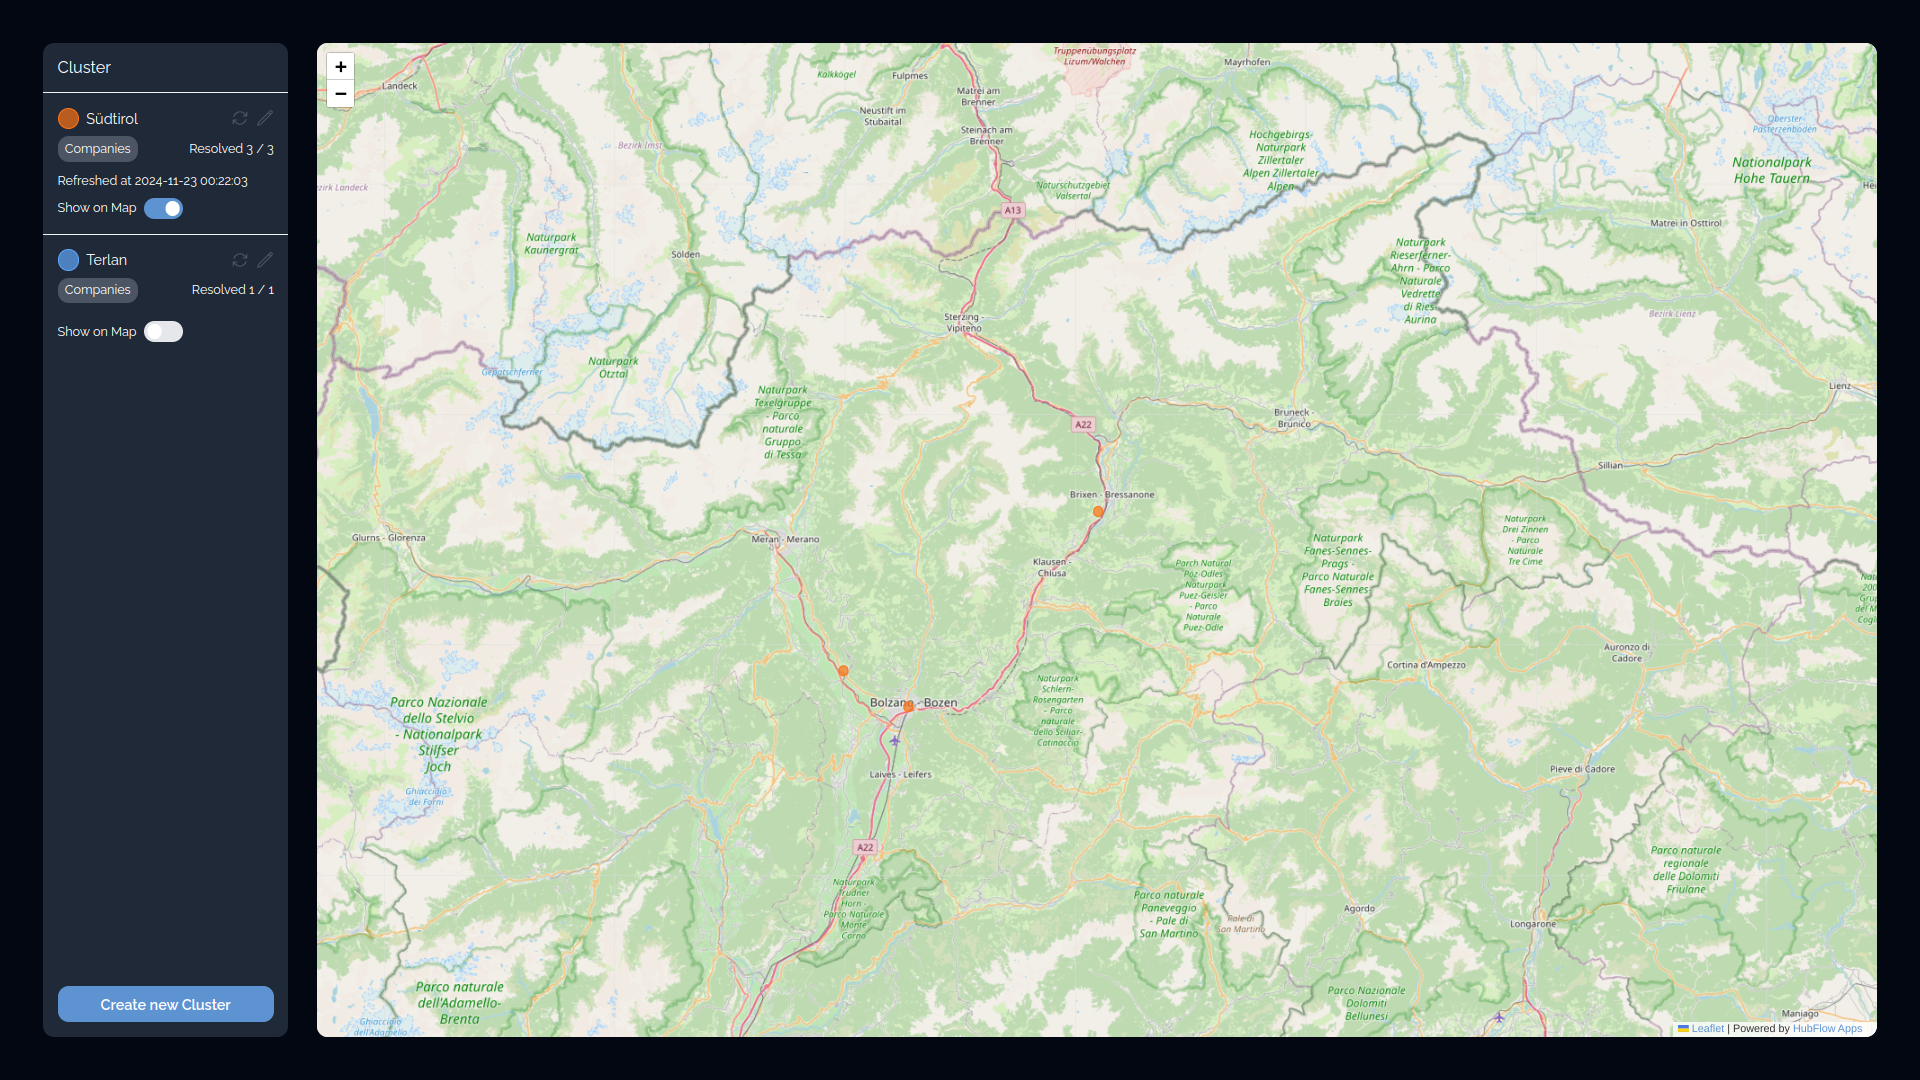 Cluster
Südtirol
Companies
Resolved 3 / 3
Refreshed at 2024-11-23 00:22:03
Show on Map
Terlan
Companies
Resolved 1 / 1
Show on Map
Create new Cluster
+
−
Landeck
Kalkkögel
Fulpmes
Truppenübungsplatz
Lizum/Walchen
Mayrhofen
Matrei am
Brenner
Neustift im
Stubaital
Steinach am
Brenner
Hochgebirgs-
Naturpark
Zillertaler
Alpen Zillertaler
Alpen
Oberster-
Pasterzenboden
Nationalpark
Hohe Tauern
Bezirk Imst
zirk Landeck
Naturschutzgebiet
Valsertal
A13
Matrei in Osttirol
Naturpark
Kaunergrat
Sölden
Naturpark
Rieserferner-
Ahrn - Parco
Naturale
Vedrette
di Ries
Aurina
Sterzing -
Vipiteno
Bezirk Lienz
Gepatschferner
Naturpark
Ötztal
Naturpark
Texelgruppe
- Parco
naturale
Gruppo
di Tessa
Lienz
A22
Bruneck -
Brunico
Sillian
Brixen - Bressanone
Glurns - Glorenza
Meran - Merano
Naturpark
Drei Zinnen
- Parco
Naturale
Tre Cime
Naturpark
Fanes-Sennes-
Prags -
Parco Naturale
Fanes-Sennes
Braies
Klausen -
Chiusa
Parch Natural
Pöz-Odles
Naturpark
Puez-Geisler
- Parco
Naturale
Puez-Odle
Auronzo di
Cadore
Cortina d'Ampezzo
Naturpark
Schlern-
Rosengarten
- Parco
naturale
dello Sciliar-
Catinaccio
Parco Nazionale
dello Stelvio
- Nationalpark
Stilfser
Joch
Bolzano - Bozen
Laives - Leifers
Pieve di Cadore
Ghiacciaio
dei Forni
A22
Naturpark
Trudner
Horn -
Parco Naturale
Monte
Corno
Parco naturale
regionale
delle Dolomiti
Friulane
Parco naturale
Paneveggio
- Pale di
San Martino
Pale di
San Martino
Agordo
Longarone
Parco naturale
dell'Adamello-
Brenta
Parco Nazionale
Dolomiti
Bellunesi
Maniago
Ghiacciaio
dell'Adamello
Leaflet | Powered by HubFlow Apps